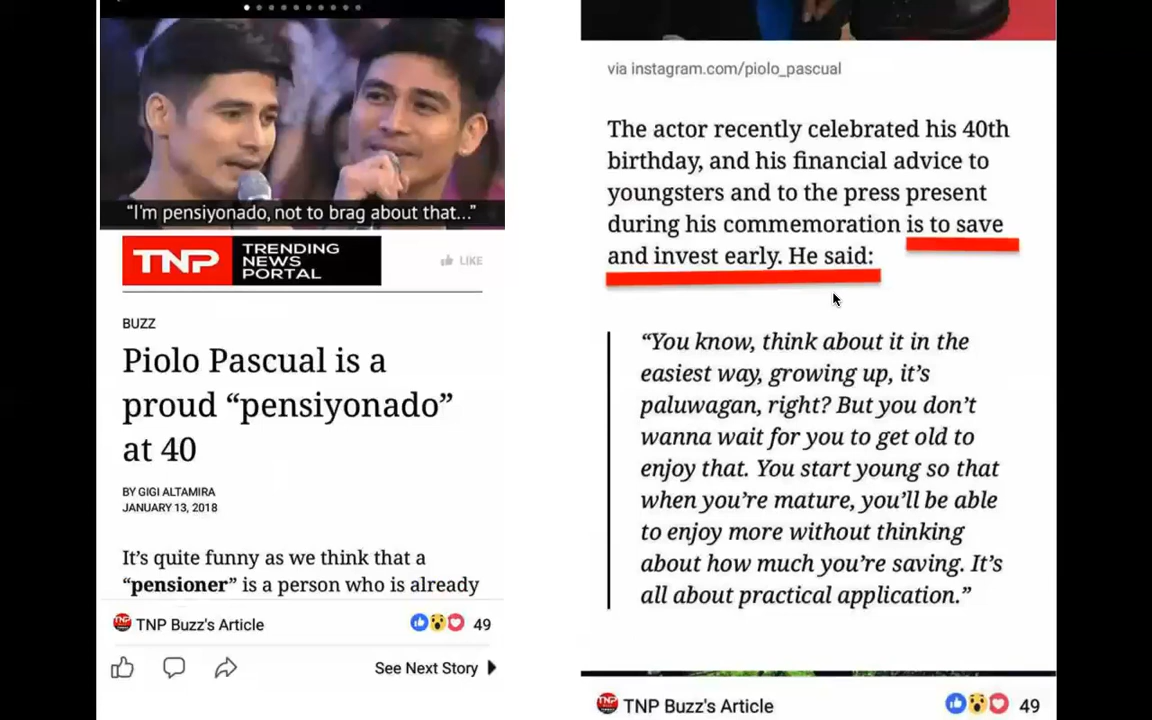 “I'm pensiyonado, not to brag about that...”
TNP
TRENDING
NEWS
PORTAL
LIKE
BUZZ
Piolo Pascual is a
proud “pensiyonado”
at 40
BY GIGI ALTAMIRA
JANUARY 13, 2018
It’s quite funny as we think that a
“pensioner” is a person who is already
TNP TNP Buzz's Article 49
See Next Story
via instagram.com/piolo_pascual
The actor recently celebrated his 40th
birthday, and his financial advice to
youngsters and to the press present
during his commemoration is to save
and invest early. He said:
“You know, think about it in the
easiest way, growing up, it’s
paluwagan, right? But you don’t
wanna wait for you to get old to
enjoy that. You start young so that
when you’re mature, you’ll be able
to enjoy more without thinking
about how much you’re saving. It’s
all about practical application.”
TNP TNP Buzz's Article 49